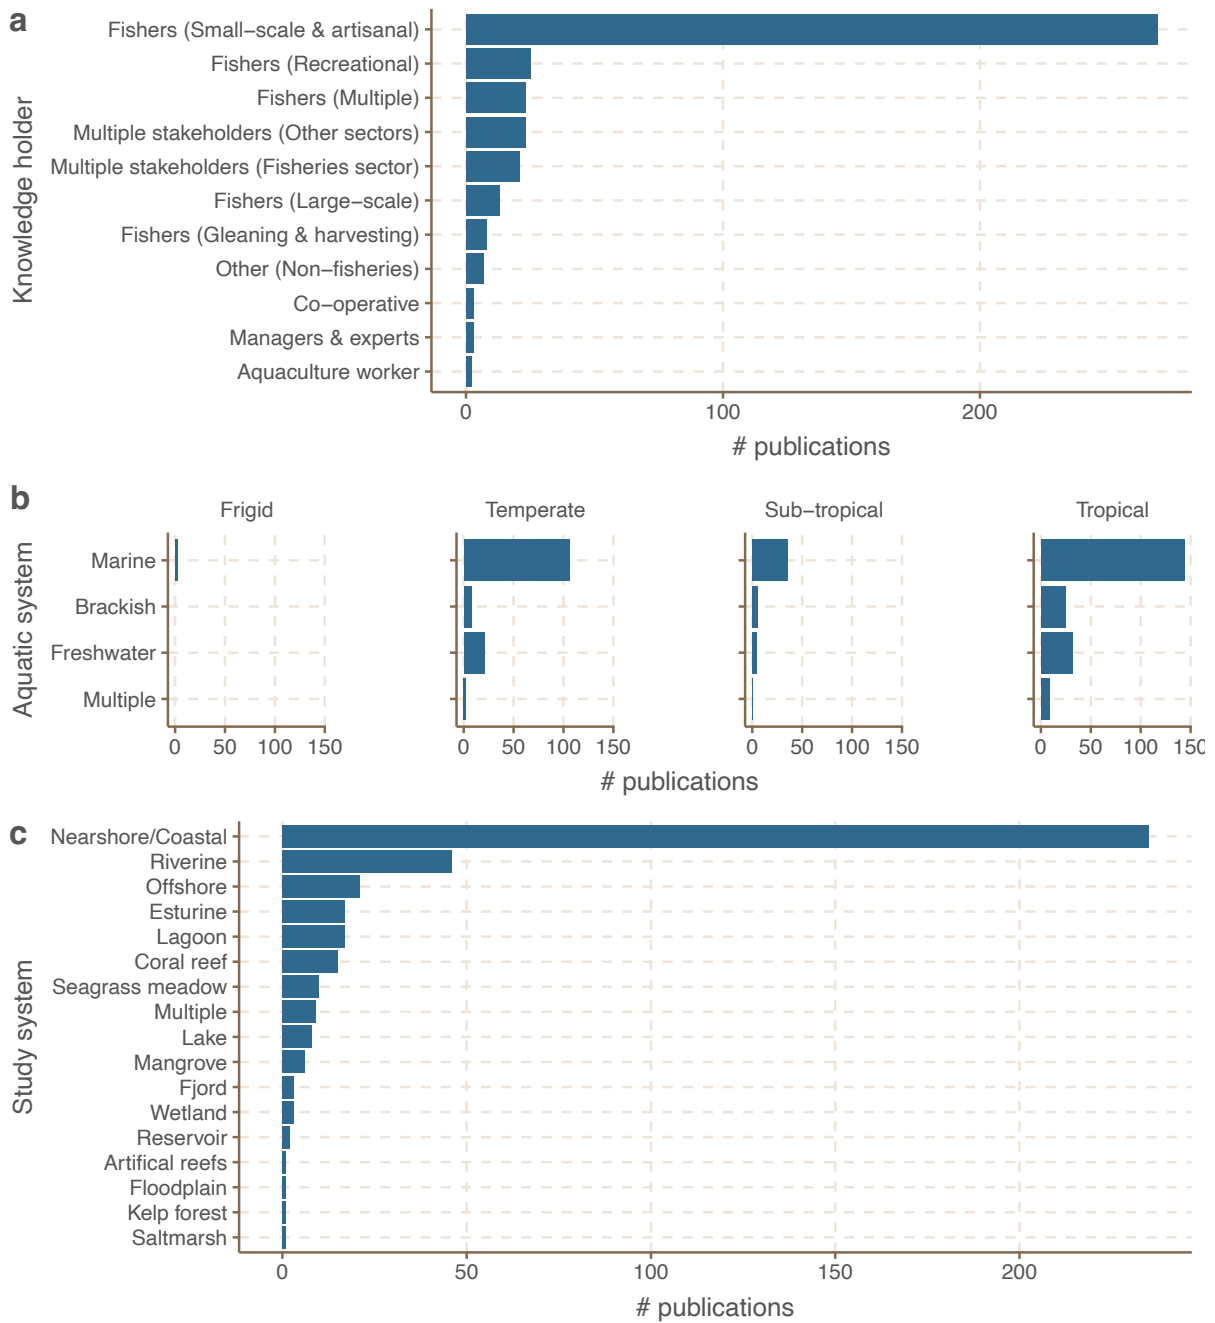 a
Knowledge holder
Fishers (Small−scale & artisanal)
Fishers (Recreational)
Fishers (Multiple)
Multiple stakeholders (Other sectors)
Multiple stakeholders (Fisheries sector)
Fishers (Large−scale)
Fishers (Gleaning & harvesting)
Other (Non−fisheries)
Co−operative
Managers & experts
Aquaculture worker
0 100 200
# publications
b
Frigid Temperate Sub−tropical Tropical
Aquatic system
Marine
Brackish
Freshwater
Multiple
0 50 100 150 0 50 100 150 0 50 100 150 0 50 100 150
# publications
c
Study system
Nearshore/Coastal
Riverine
Offshore
Esturine
Lagoon
Coral reef
Seagrass meadow
Multiple
Lake
Mangrove
Fjord
Wetland
Reservoir
Artifical reefs
Floodplain
Kelp forest
Saltmarsh
0 50 100 150 200
# publications